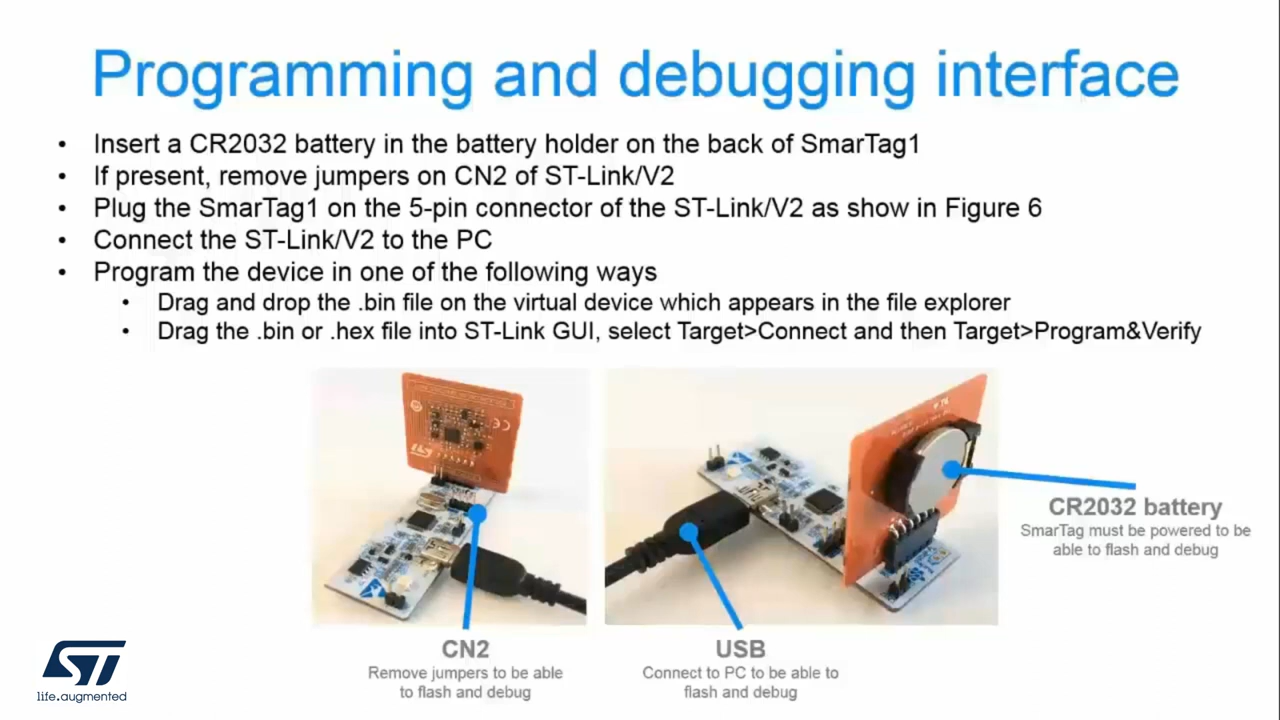 Programming and debugging interface
• Insert a CR2032 battery in the battery holder on the back of SmarTag1
• If present, remove jumpers on CN2 of ST-Link/V2
• Plug the SmarTag1 on the 5-pin connector of the ST-Link/V2 as show in Figure 6
• Connect the ST-Link/V2 to the PC
• Program the device in one of the following ways
• Drag and drop the .bin file on the virtual device which appears in the file explorer
• Drag the .bin or .hex file into ST-Link GUI, select Target>Connect and then Target>Program&Verify
CR2032 battery
SmarTag must be powered to be
able to flash and debug
CN2
Remove jumpers to be able
to flash and debug
USB
Connect to PC to be able to
flash and debug
ST
life.augmented